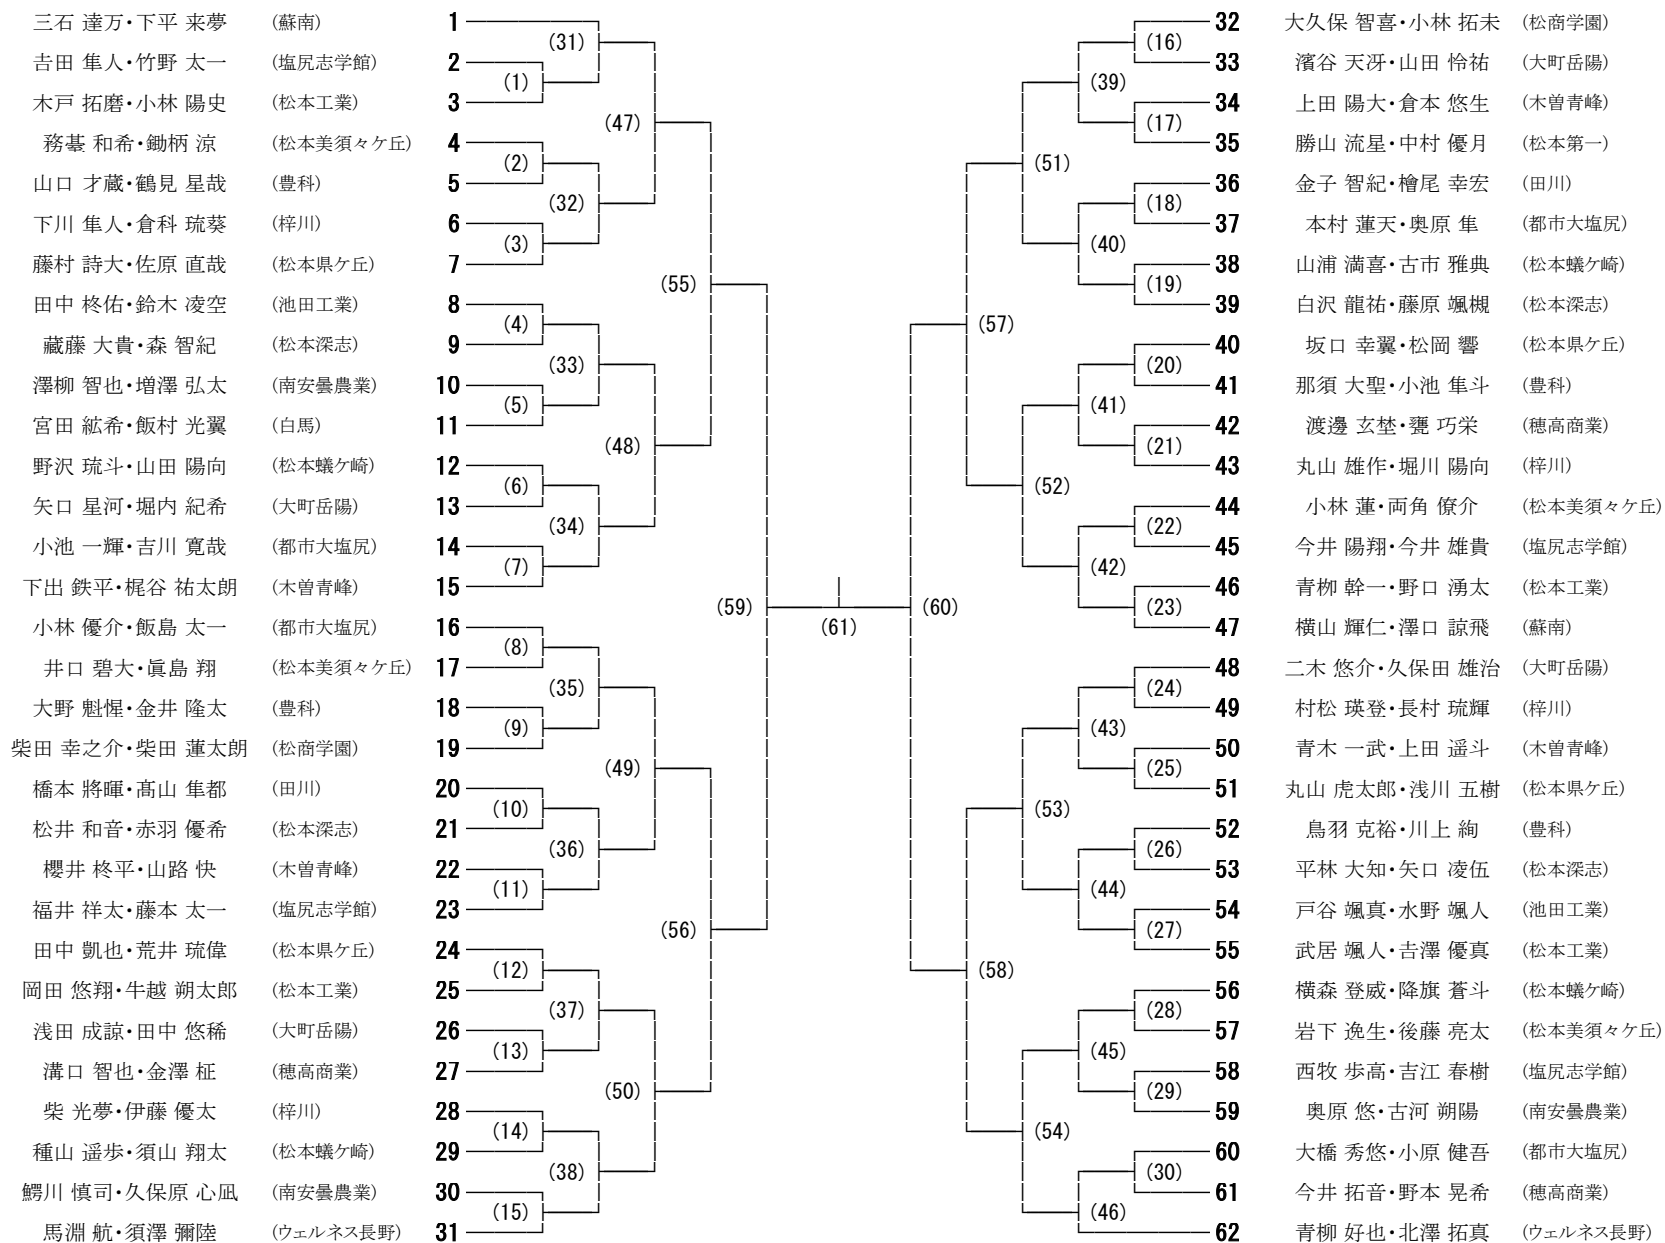 三石 達万・下平 来夢 (蘇南) 1
吉田 隼人・竹野 太一 (塩尻志学館) 2
木戸 拓磨・小林 陽史 (松本工業) 3
務䑓 和希・鋤柄 涼 (松本美須々ケ丘) 4
山口 才蔵・鶴見 星哉 (豊科) 5
下川 隼人・倉科 琉葵 (梓川) 6
藤村 詩大・佐原 直哉 (松本県ケ丘) 7
田中 柊佑・鈴木 凌空 (池田工業) 8
藏藤 大貴・森 智紀 (松本深志) 9
澤柳 智也・増澤 弘太 (南安曇農業) 10
宮田 紘希・飯村 光翼 (白馬) 11
野沢 琉斗・山田 陽向 (松本蟻ケ崎) 12
矢口 星河・堀内 紀希 (大町岳陽) 13
小池 一輝・吉川 寛哉 (都市大塩尻) 14
下出 鉄平・梶谷 祐太朗 (木曽青峰) 15
小林 優介・飯島 太一 (都市大塩尻) 16
井口 碧大・眞島 翔 (松本美須々ケ丘) 17
大野 魁惺・金井 隆太 (豊科) 18
柴田 幸之介・柴田 蓮太朗 (松商学園) 19
橋本 將暉・髙山 隼都 (田川) 20
松井 和音・赤羽 優希 (松本深志) 21
櫻井 柊平・山路 快 (木曽青峰) 22
福井 祥太・藤本 太一 (塩尻志学館) 23
田中 凱也・荒井 琉偉 (松本県ケ丘) 24
岡田 悠翔・牛越 朔太郎 (松本工業) 25
浅田 成諒・田中 悠稀 (大町岳陽) 26
溝口 智也・金澤 柾 (穂高商業) 27
柴 光夢・伊藤 優太 (梓川) 28
種山 遥歩・須山 翔太 (松本蟻ケ崎) 29
鰐川 慎司・久保原 心凪 (南安曇農業) 30
馬淵 航・須澤 彌陸 (ウェルネス長野) 31
(1)
(2)
(3)
(4)
(5)
(6)
(7)
(8)
(9)
(10)
(11)
(12)
(13)
(14)
(15)
(31)
(32)
(33)
(34)
(35)
(36)
(37)
(38)
(47)
(48)
(49)
(50)
(55)
(56)
(59)
(61)
(60)
(57)
(58)
(51)
(52)
(53)
(54)
(39)
(40)
(41)
(42)
(43)
(44)
(45)
(46)
(16)
(17)
(18)
(19)
(20)
(21)
(22)
(23)
(24)
(25)
(26)
(27)
(28)
(29)
(30)
32 大久保 智喜・小林 拓未 (松商学園)
33 濱谷 天冴・山田 怜祐 (大町岳陽)
34 上田 陽大・倉本 悠生 (木曽青峰)
35 勝山 流星・中村 優月 (松本第一)
36 金子 智紀・檜尾 幸宏 (田川)
37 本村 蓮天・奥原 隼 (都市大塩尻)
38 山浦 満喜・古市 雅典 (松本蟻ケ崎)
39 白沢 龍祐・藤原 颯槻 (松本深志)
40 坂口 幸翼・松岡 響 (松本県ケ丘)
41 那須 大聖・小池 隼斗 (豊科)
42 渡邊 玄埜・甕 巧栄 (穂高商業)
43 丸山 雄作・堀川 陽向 (梓川)
44 小林 蓮・両角 僚介 (松本美須々ケ丘)
45 今井 陽翔・今井 雄貴 (塩尻志学館)
46 青栁 幹一・野口 湧太 (松本工業)
47 横山 輝仁・澤口 諒飛 (蘇南)
48 二木 悠介・久保田 雄治 (大町岳陽)
49 村松 瑛登・長村 琉輝 (梓川)
50 青木 一武・上田 遥斗 (木曽青峰)
51 丸山 虎太郎・浅川 五樹 (松本県ケ丘)
52 鳥羽 克裕・川上 絢 (豊科)
53 平林 大知・矢口 凌伍 (松本深志)
54 戸谷 颯真・水野 颯人 (池田工業)
55 武居 颯人・吉澤 優真 (松本工業)
56 横森 登威・降旗 蒼斗 (松本蟻ケ崎)
57 岩下 逸生・後藤 亮太 (松本美須々ケ丘)
58 西牧 歩高・吉江 春樹 (塩尻志学館)
59 奥原 悠・古河 朔陽 (南安曇農業)
60 大橋 秀悠・小原 健吾 (都市大塩尻)
61 今井 拓音・野本 晃希 (穂高商業)
62 青柳 好也・北澤 拓真 (ウェルネス長野)